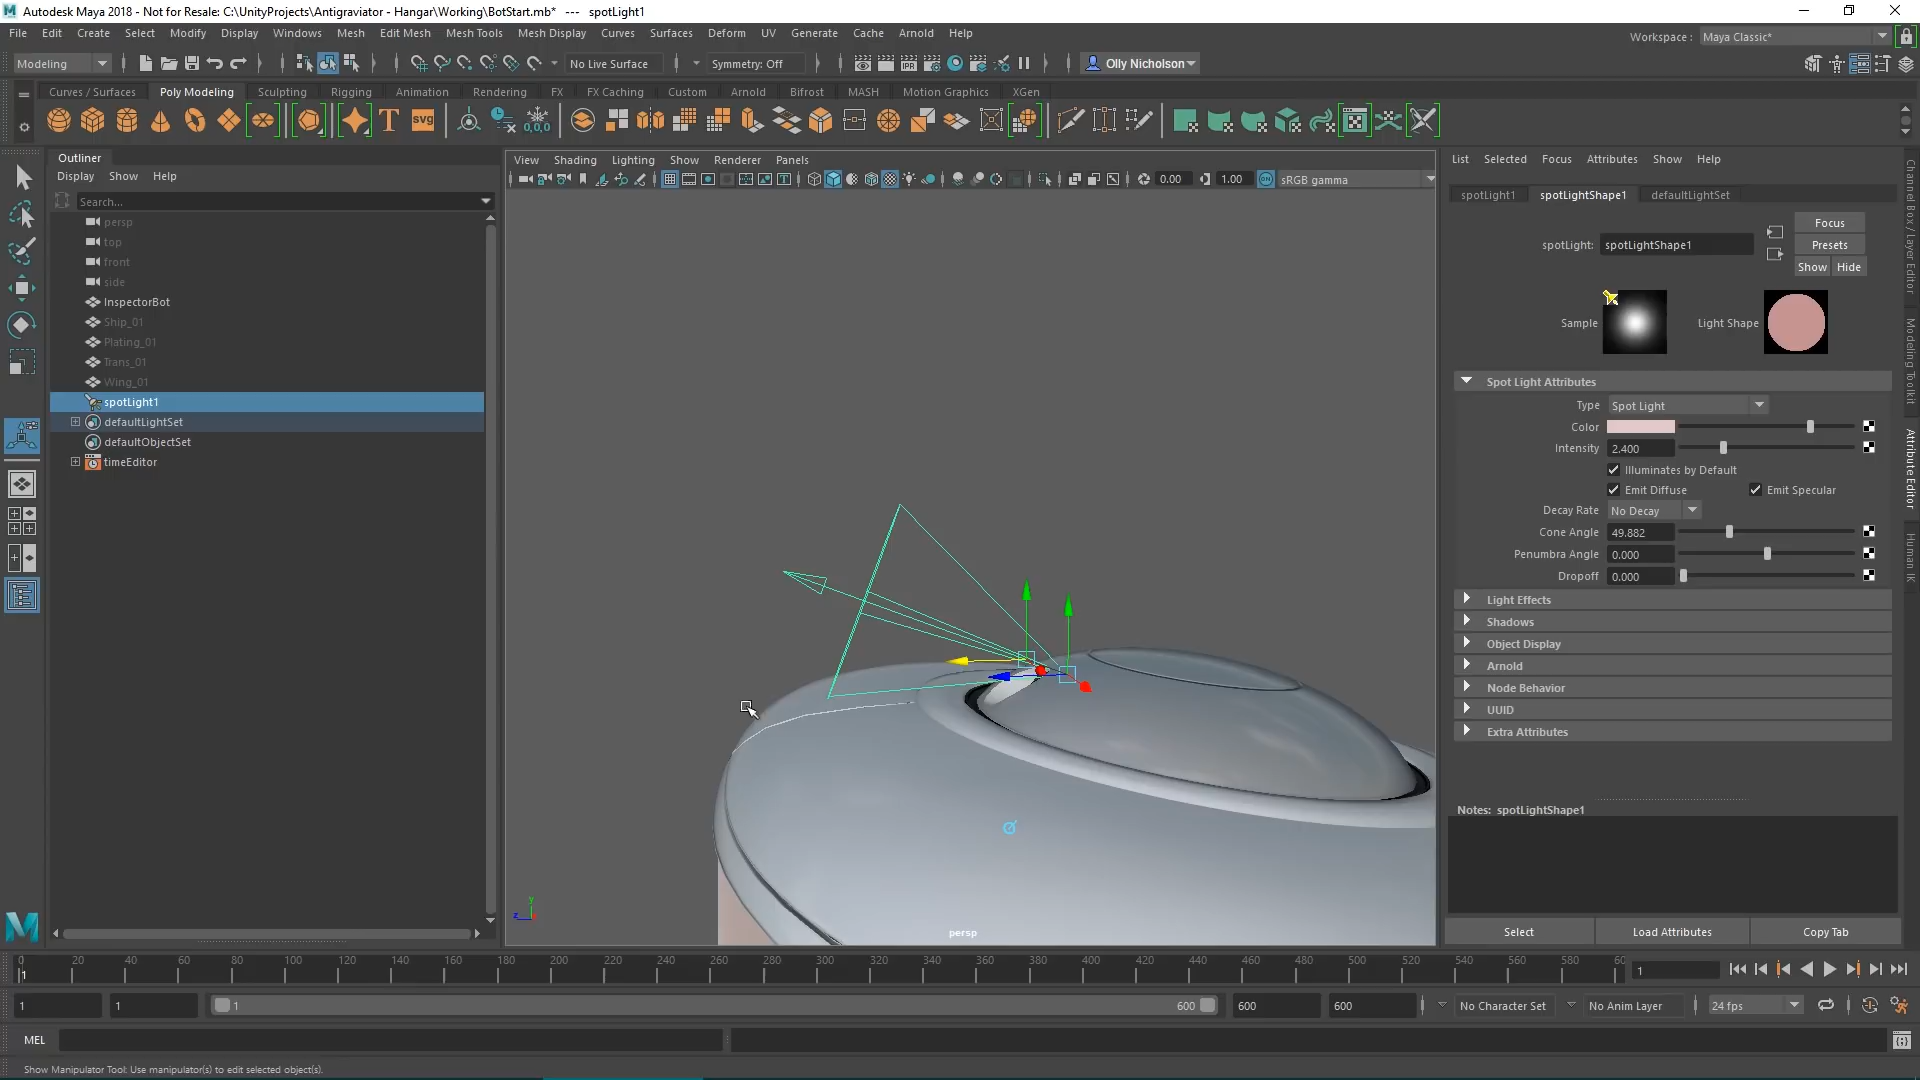 Autodesk Maya 2018 - Not for Resale: C:\UnityProjects\Antigraviator - Hangar\Working\BotStart.mb*   ---   spotLight1
File Edit Create Select Modify Display Windows Mesh Edit Mesh Mesh Tools Mesh Display Curves Surfaces Deform UV Generate Cache Arnold Help
Workspace : Maya Classic*
Modeling
No Live Surface
Symmetry: Off
Olly Nicholson
Curves / Surfaces Poly Modeling Sculpting Rigging Animation Rendering FX FX Caching Custom Arnold Bifrost MASH Motion Graphics XGen
T svg 0,0,0
IPR
Outliner
Display Show Help
Search...
persp
top
front
side
InspectorBot
Ship_01
Plating_01
Trans_01
Wing_01
spotLight1
defaultLightSet
defaultObjectSet
timeEditor
View Shading Lighting Show Renderer Panels
0.00 1.00 ON sRGB gamma
y
z
persp
List Selected Focus Attributes Show Help
spotLight1 spotLightShape1 defaultLightSet
spotLight: spotLightShape1
Focus
Presets
Show Hide
Sample
Light Shape
Spot Light Attributes
Type Spot Light
Color
Intensity 2.400
Illuminates by Default
Emit Diffuse Emit Specular
Decay Rate No Decay
Cone Angle 49.882
Penumbra Angle 0.000
Dropoff 0.000
Light Effects
Shadows
Object Display
Arnold
Node Behavior
UUID
Extra Attributes
Notes: spotLightShape1
Select Load Attributes Copy Tab
Channel Box / Layer Editor
Modeling Toolkit
Attribute Editor
Human IK
0 20 40 60 80 100 120 140 160 180 200 220 240 260 280 300 320 340 360 380 400 420 440 460 480 500 520 540 560 580 60
1
1
1 1 1 600 600 600
No Character Set
No Anim Layer
24 fps
MEL
Show Manipulator Tool: Use manipulator(s) to edit selected object(s).